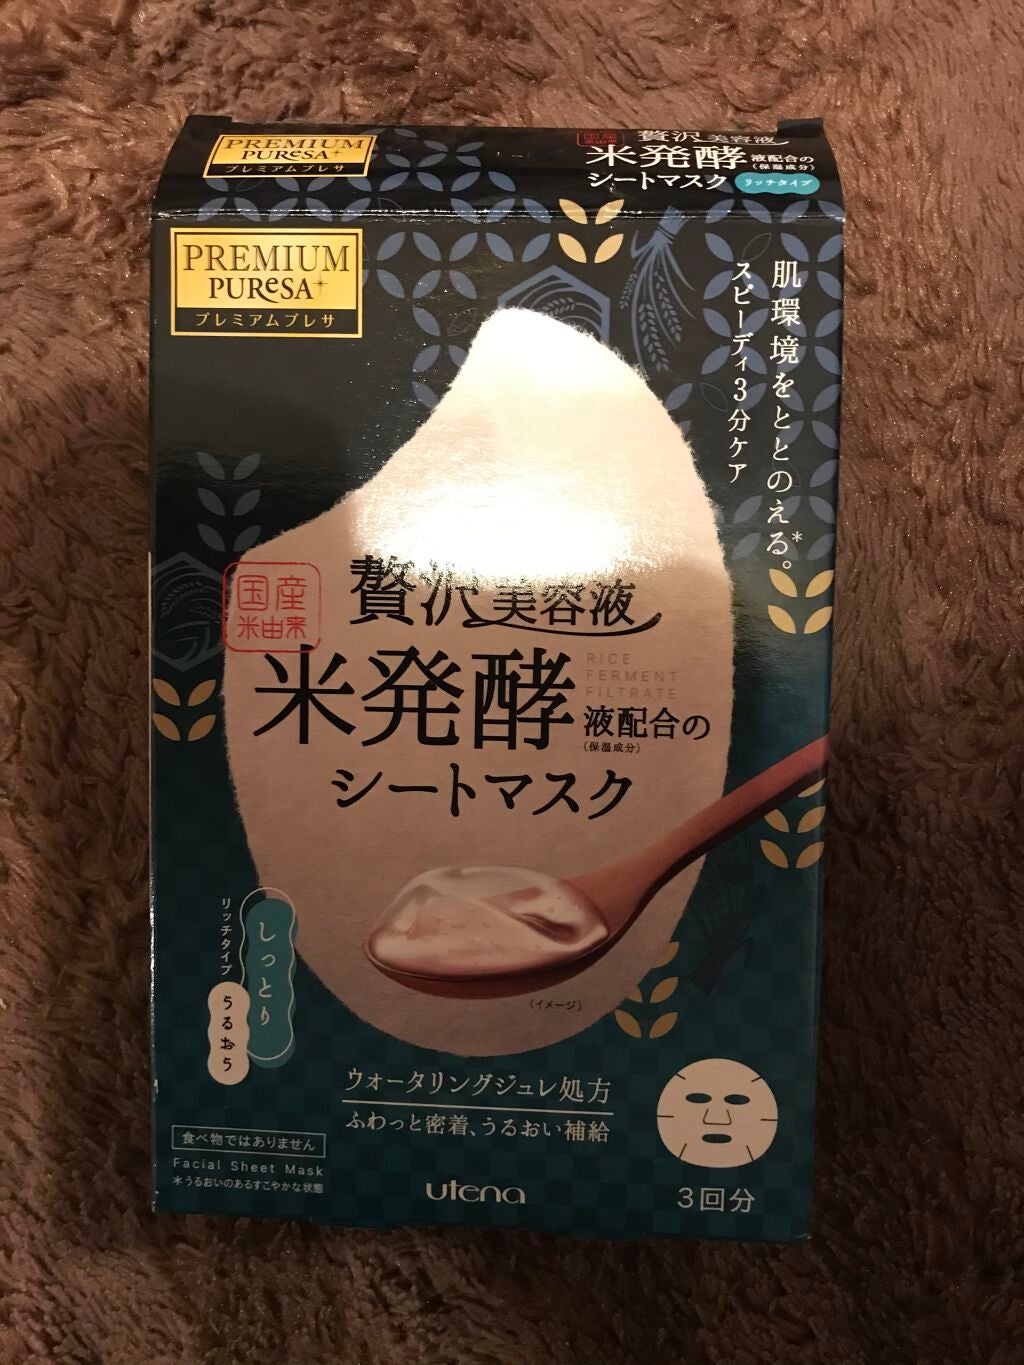 PREMIUM
PUReSA
プレミアムプレサ
国産
米由来
贅沢美容液
米発酵液配合の
(保湿成分)
シートマスク
リッチタイプ
PREMIUM
PUReSA
プレミアムプレサ
肌環境をととのえる。*
スピーディ3分ケア
国産
米由来
贅沢美容液
米発酵
RICE
FERMENT
FILTRATE
液配合の
(保湿成分)
シートマスク
リッチタイプ
しっとり
うるおう
(イメージ)
ウォータリングジュレ処方
ふわっと密着、うるおい補給
食べ物ではありません
Facial Sheet Mask
*うるおいのあるすこやかな状態
utena
3回分